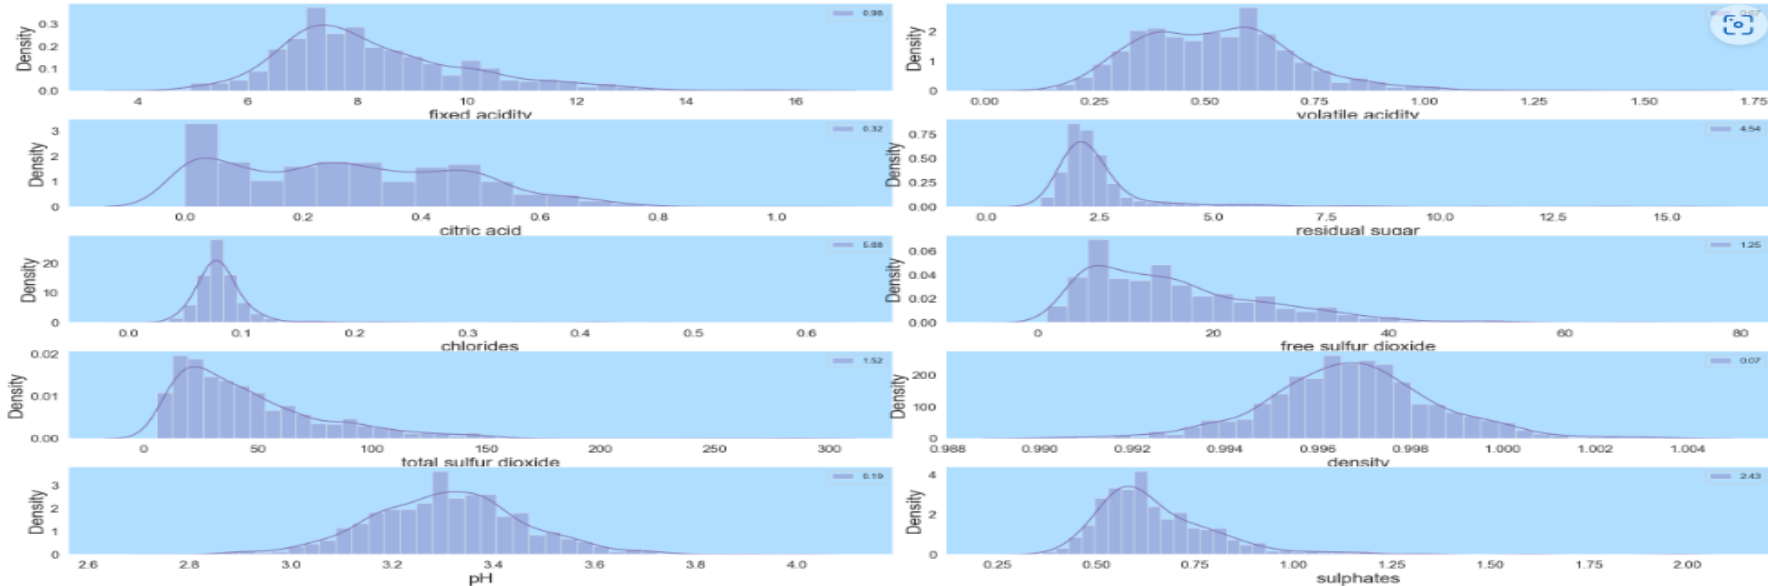 0.98
Density
0.3
0.2
0.1
0.0
4 6 8 10 12 14 16
fixed acidity
Density
2
1
0
0.00 0.25 0.50 0.75 1.00 1.25 1.50 1.75
volatile acidity
0.32
Density
3
2
1
0
0.0 0.2 0.4 0.6 0.8 1.0
citric acid
4.54
Density
0.75
0.50
0.25
0.00
0.0 2.5 5.0 7.5 10.0 12.5 15.0
residual sugar
Density
20
10
0
0.0 0.1 0.2 0.3 0.4 0.5 0.6
chlorides
1.25
Density
0.06
0.04
0.02
0.00
0 20 40 60 80
free sulfur dioxide
1.52
Density
0.02
0.01
0.00
0 50 100 150 200 250 300
total sulfur dioxide
0.07
Density
200
100
0
0.988 0.990 0.992 0.994 0.996 0.998 1.000 1.002 1.004
density
0.19
Density
3
2
1
0
2.6 2.8 3.0 3.2 3.4 3.6 3.8 4.0
pH
2.43
Density
4
2
0
0.25 0.50 0.75 1.00 1.25 1.50 1.75 2.00
sulphates